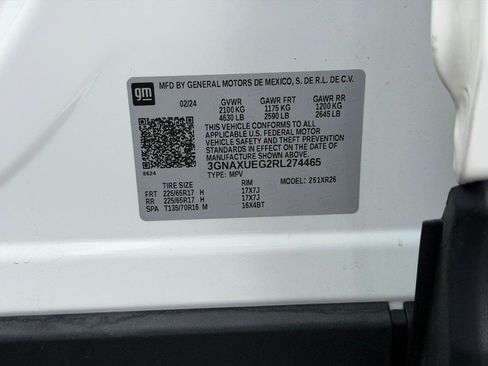 gm
MFD BY GENERAL MOTORS DE MEXICO, S. DE R.L. DE C.V.
02/24 GVWR GAWR FRT GAWR RR
2100 KG 1175 KG 1200 KG
4630 LB 2590 LB 2645 LB
THIS VEHICLE CONFORMS TO ALL
APPLICABLE U.S. FEDERAL MOTOR
VEHICLE SAFETY AND THEFT PREVENTION
STANDARDS IN EFFECT ON THE DATE OF
MANUFACTURE SHOWN ABOVE.
3GNAXUEG2RL274465
8624 TYPE: MPV MODEL: 251XR26
TIRE SIZE RIM
FRT 225/65R17 H 17X7J
RR 225/65R17 H 17X7J
SPA T135/70R16 M 16X4BT